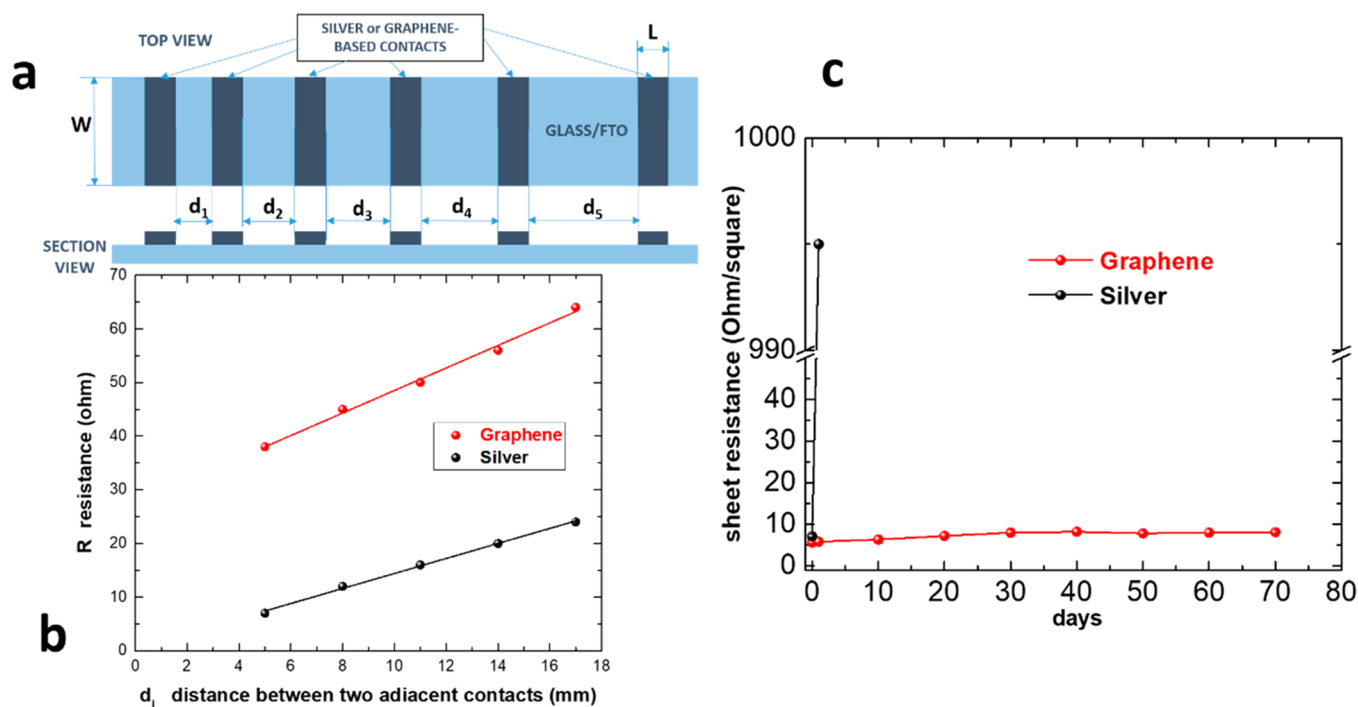 a
TOP VIEW
SILVER or GRAPHENE-
BASED CONTACTS
L
W
GLASS/FTO
d1
d2
d3
d4
d5
SECTION
VIEW
b
R resistance (ohm)
70
60
50
40
30
20
10
0
Graphene
Silver
0 2 4 6 8 10 12 14 16 18
di distance between two adiacent contacts (mm)
c
sheet resistance (Ohm/square)
1000
990
40
30
20
10
0
Graphene
Silver
0 10 20 30 40 50 60 70 80
days